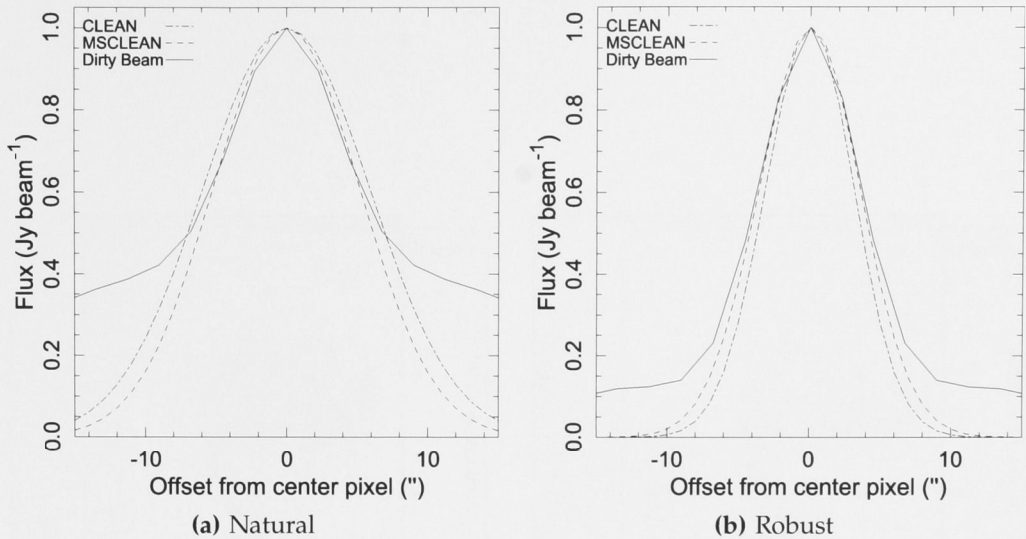 CLEAN
MSCLEAN
Dirty Beam
Flux (Jy beam-1)
1.0
0.8
0.6
0.4
0.2
0.0
-10 0 10
Offset from center pixel (")
(a) Natural
CLEAN
MSCLEAN
Dirty Beam
Flux (Jy beam-1)
1.0
0.8
0.6
0.4
0.2
0.0
-10 0 10
Offset from center pixel (")
(b) Robust